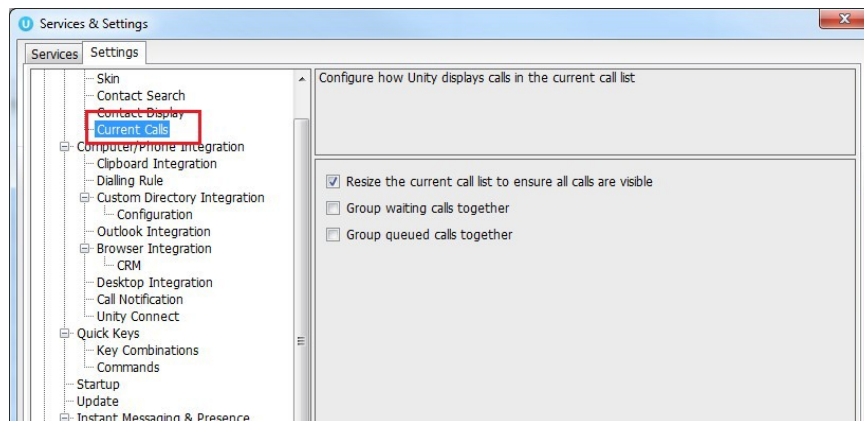 Services & Settings
Services
Settings
Skin
Contact Search
Contact Display
Current Calls
Computer/Phone Integration
Clipboard Integration
Dialling Rule
Custom Directory Integration
Configuration
Outlook Integration
Browser Integration
CRM
Desktop Integration
Call Notification
Unity Connect
Quick Keys
Key Combinations
Commands
Startup
Update
Instant Messaging & Presence
Configure how Unity displays calls in the current call list
Resize the current call list to ensure all calls are visible
Group waiting calls together
Group queued calls together